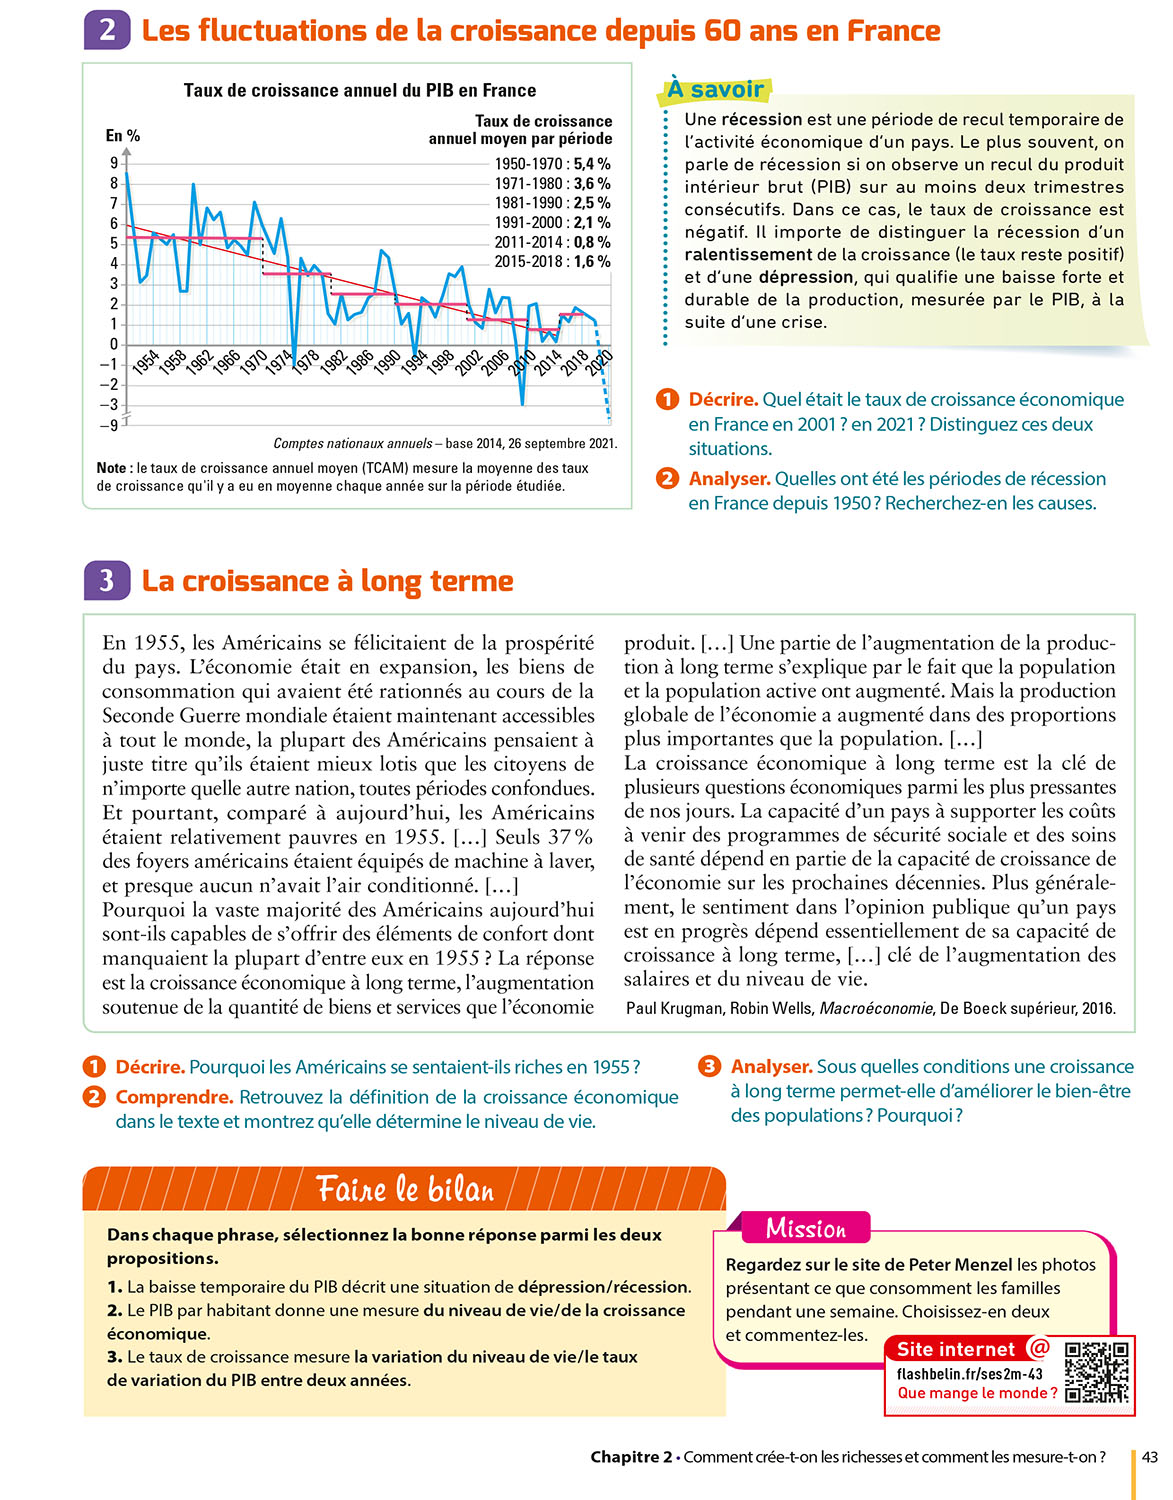 2 Les fluctuations de la croissance depuis 60 ans en France
Taux de croissance annuel du PIB en France
En %
Taux de croissance
annuel moyen par période
1950-1970 : 5,4 %
1971-1980 : 3,6 %
1981-1990 : 2,5 %
1991-2000 : 2,1 %
2011-2014 : 0,8 %
2015-2018 : 1,6 %
9
8
7
6
5
4
3
2
1
0
–1
–2
–3
–9
1954 1958 1962 1966 1970 1974 1978 1982 1986 1990 1994 1998 2002 2006 2010 2014 2018 2020
Comptes nationaux annuels – base 2014, 26 septembre 2021.
Note : le taux de croissance annuel moyen (TCAM) mesure la moyenne des taux
de croissance qu'il y a eu en moyenne chaque année sur la période étudiée.
À savoir
Une récession est une période de recul temporaire de
l’activité économique d’un pays. Le plus souvent, on
parle de récession si on observe un recul du produit
intérieur brut (PIB) sur au moins deux trimestres
consécutifs. Dans ce cas, le taux de croissance est
négatif. Il importe de distinguer la récession d’un
ralentissement de la croissance (le taux reste positif)
et d’une dépression, qui qualifie une baisse forte et
durable de la production, mesurée par le PIB, à la
suite d’une crise.
1 Décrire. Quel était le taux de croissance économique
en France en 2001 ? en 2021 ? Distinguez ces deux
situations.
2 Analyser. Quelles ont été les périodes de récession
en France depuis 1950 ? Recherchez-en les causes.
3 La croissance à long terme
En 1955, les Américains se félicitaient de la prospérité
du pays. L’économie était en expansion, les biens de
consommation qui avaient été rationnés au cours de la
Seconde Guerre mondiale étaient maintenant accessibles
à tout le monde, la plupart des Américains pensaient à
juste titre qu’ils étaient mieux lotis que les citoyens de
n’importe quelle autre nation, toutes périodes confondues.
Et pourtant, comparé à aujourd’hui, les Américains
étaient relativement pauvres en 1955. […] Seuls 37 %
des foyers américains étaient équipés de machine à laver,
et presque aucun n’avait l’air conditionné. […]
Pourquoi la vaste majorité des Américains aujourd’hui
sont-ils capables de s’offrir des éléments de confort dont
manquaient la plupart d’entre eux en 1955 ? La réponse
est la croissance économique à long terme, l’augmentation
soutenue de la quantité de biens et services que l’économie
produit. […] Une partie de l’augmentation de la produc-
tion à long terme s’explique par le fait que la population
et la population active ont augmenté. Mais la production
globale de l’économie a augmenté dans des proportions
plus importantes que la population. […]
La croissance économique à long terme est la clé de
plusieurs questions économiques parmi les plus pressantes
de nos jours. La capacité d’un pays à supporter les coûts
à venir des programmes de sécurité sociale et des soins
de santé dépend en partie de la capacité de croissance de
l’économie sur les prochaines décennies. Plus générale-
ment, le sentiment dans l’opinion publique qu’un pays
est en progrès dépend essentiellement de sa capacité de
croissance à long terme, […] clé de l’augmentation des
salaires et du niveau de vie.
Paul Krugman, Robin Wells, Macroéconomie, De Boeck supérieur, 2016.
1 Décrire. Pourquoi les Américains se sentaient-ils riches en 1955 ?
2 Comprendre. Retrouvez la définition de la croissance économique
dans le texte et montrez qu’elle détermine le niveau de vie.
3 Analyser. Sous quelles conditions une croissance
à long terme permet-elle d’améliorer le bien-être
des populations ? Pourquoi ?
Faire le bilan
Dans chaque phrase, sélectionnez la bonne réponse parmi les deux
propositions.
1. La baisse temporaire du PIB décrit une situation de dépression/récession.
2. Le PIB par habitant donne une mesure du niveau de vie/de la croissance
économique.
3. Le taux de croissance mesure la variation du niveau de vie/le taux
de variation du PIB entre deux années.
Mission
Regardez sur le site de Peter Menzel les photos
présentant ce que consomment les familles
pendant une semaine. Choisissez-en deux
et commentez-les.
Site internet @
flashbelin.fr/ses2m-43
Que mange le monde ?
Chapitre 2 • Comment crée-t-on les richesses et comment les mesure-t-on ? 43